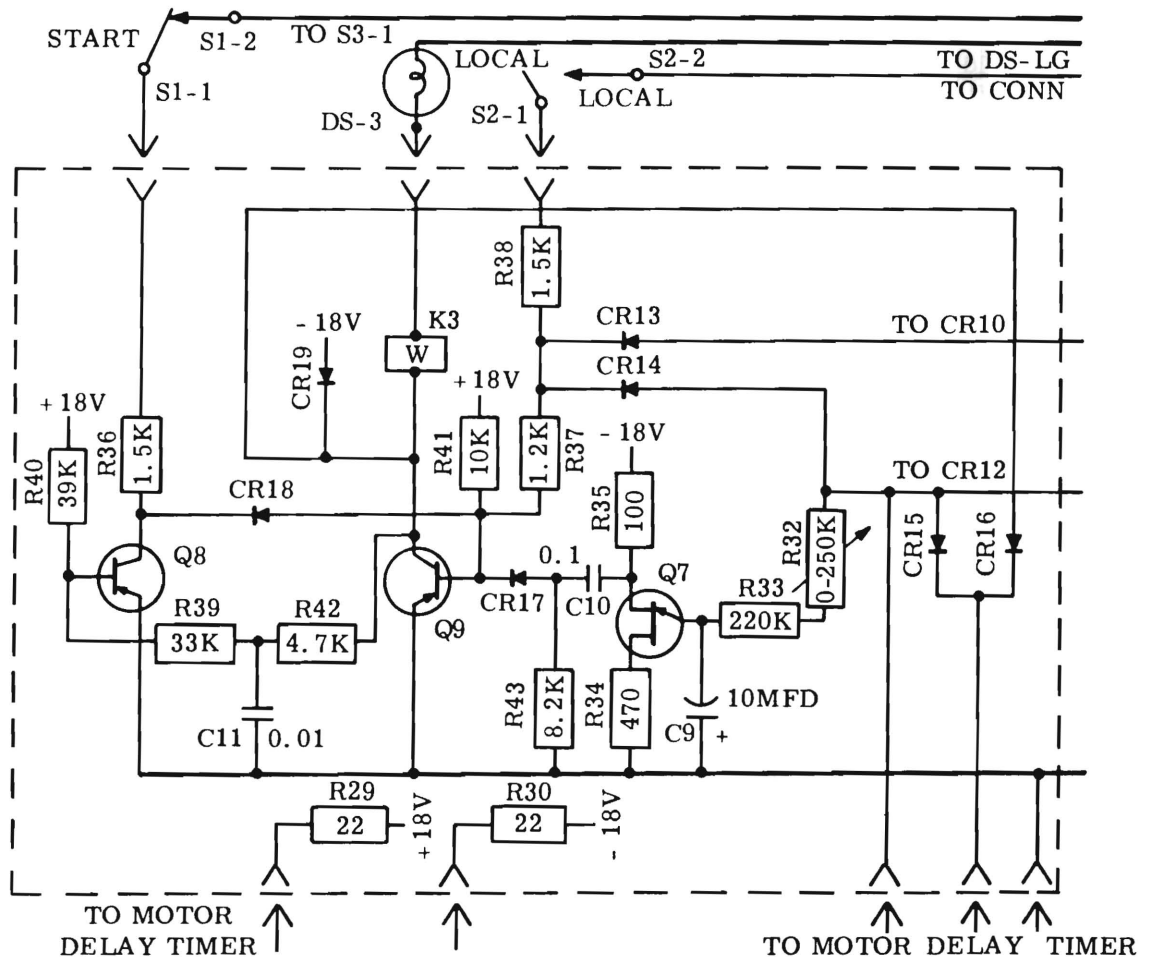 START
S1-2
TO S3-1
S1-1
DS-3
LOCAL
S2-1
S2-2
LOCAL
TO DS-LG
TO CONN
R38
1.5K
CR13
TO CR10
CR14
- 18V
CR19
K3
W
+ 18V
R41
10K
1.2K
R37
+ 18V
R40
39K
R36
1.5K
- 18V
R35
100
TO CR12
CR18
R32
0-250K
CR15
CR16
Q8
Q9
0.1
C10
CR17
Q7
R33
220K
R39
33K
R42
4.7K
R43
8.2K
R34
470
10MFD
C9 +
C11 0.01
R29
22
+18V
R30
22
- 18V
TO MOTOR
DELAY TIMER
TO MOTOR DELAY TIMER